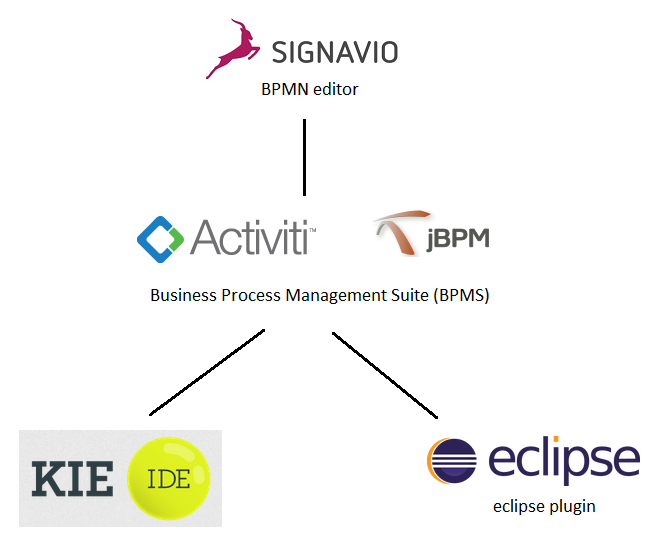 SIGNAVIO
BPMN editor
Activiti™
jBPM
Business Process Management Suite (BPMS)
KIE IDE
eclipse
eclipse plugin